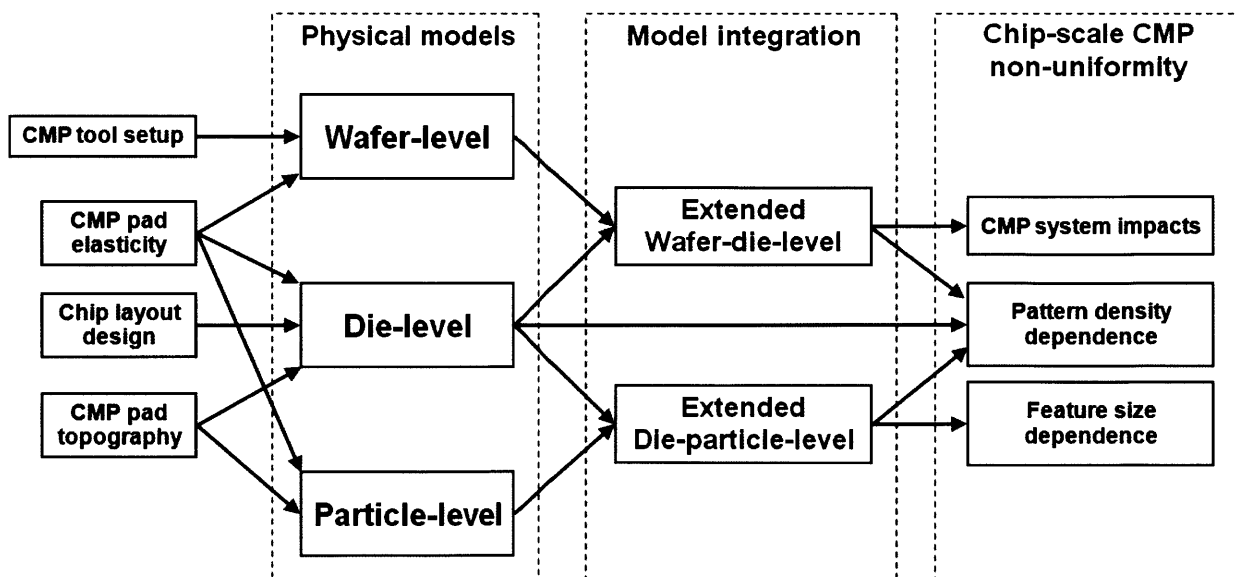 Physical models
Model integration
Chip-scale CMP
non-uniformity
CMP tool setup
CMP pad
elasticity
Chip layout
design
CMP pad
topography
Wafer-level
Die-level
Particle-level
Extended
Wafer-die-level
Extended
Die-particle-level
CMP system impacts
Pattern density
dependence
Feature size
dependence